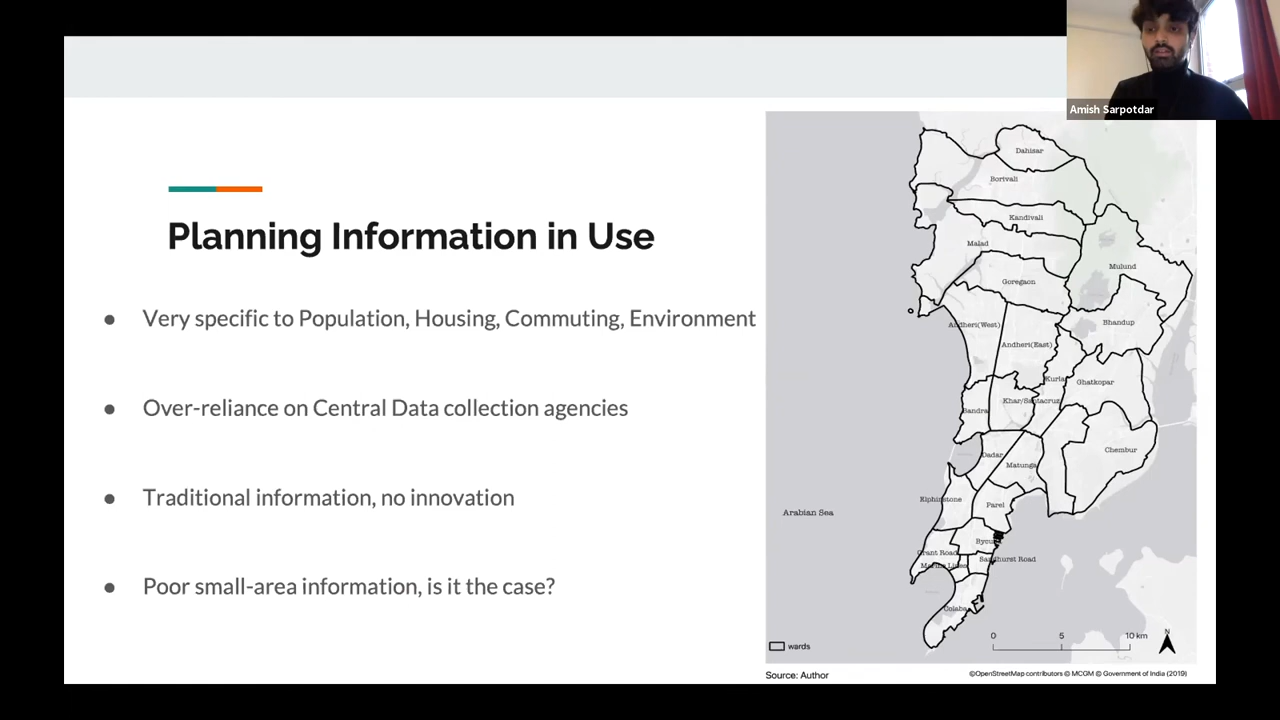 Amish Sarpotdar
Planning Information in Use
● Very specific to Population, Housing, Commuting, Environment
● Over-reliance on Central Data collection agencies
● Traditional information, no innovation
● Poor small-area information, is it the case?
Dahisar
Borivali
Kandivali
Malad
Mulund
Goregaon
Bhandup
Andheri(West)
Andheri(East)
Kurla
Ghatkopar
Khar/Santacruz
Bandra
Chembur
Dadar
Matunga
Elphinstone
Parel
Arabian Sea
Grant Road
Sandhurst Road
Marine Lines
Colaba
0 5 10 km
N
wards
Source: Author
©OpenStreetMap contributors © MCGM © Government of India (2019)